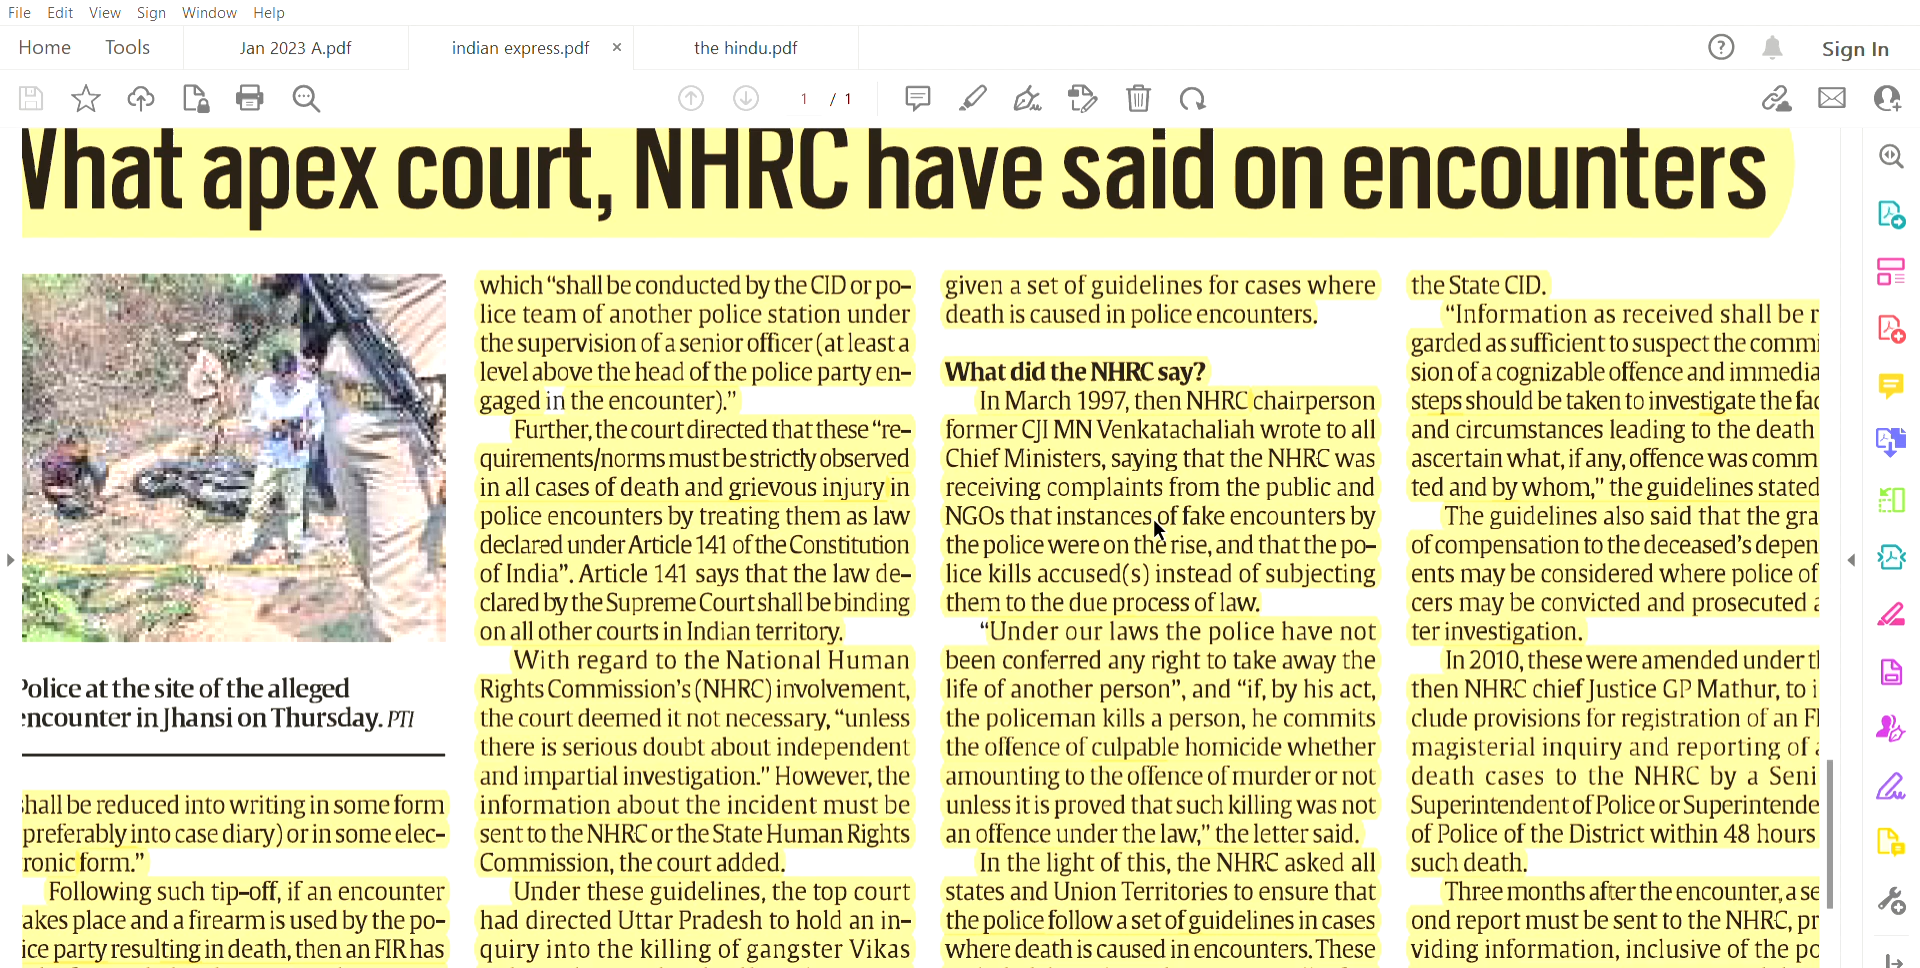 File Edit View Sign Window Help
Home Tools Jan 2023 A.pdf indian express.pdf × the hindu.pdf Sign In
1 / 1
What apex court, NHRC have said on encounters
Police at the site of the alleged
encounter in Jhansi on Thursday. PTI
shall be reduced into writing in some form
preferably into case diary) or in some elec-
ronic form.”
Following such tip-off, if an encounter
akes place and a firearm is used by the po-
ice party resulting in death, then an FIR has
which “shall be conducted by the CID or po-
lice team of another police station under
the supervision of a senior officer (at least a
level above the head of the police party en-
gaged in the encounter).”
Further, the court directed that these “re-
quirements/norms must be strictly observed
in all cases of death and grievous injury in
police encounters by treating them as law
declared under Article 141 of the Constitution
of India”. Article 141 says that the law de-
clared by the Supreme Court shall be binding
on all other courts in Indian territory.
With regard to the National Human
Rights Commission’s (NHRC) involvement,
the court deemed it not necessary, “unless
there is serious doubt about independent
and impartial investigation.” However, the
information about the incident must be
sent to the NHRC or the State Human Rights
Commission, the court added.
Under these guidelines, the top court
had directed Uttar Pradesh to hold an in-
quiry into the killing of gangster Vikas
given a set of guidelines for cases where
death is caused in police encounters.
What did the NHRC say?
In March 1997, then NHRC chairperson
former CJI MN Venkatachaliah wrote to all
Chief Ministers, saying that the NHRC was
receiving complaints from the public and
NGOs that instances of fake encounters by
the police were on the rise, and that the po-
lice kills accused(s) instead of subjecting
them to the due process of law.
“Under our laws the police have not
been conferred any right to take away the
life of another person”, and “if, by his act,
the policeman kills a person, he commits
the offence of culpable homicide whether
amounting to the offence of murder or not
unless it is proved that such killing was not
an offence under the law,” the letter said.
In the light of this, the NHRC asked all
states and Union Territories to ensure that
the police follow a set of guidelines in cases
where death is caused in encounters. These
the State CID.
“Information as received shall be r
garded as sufficient to suspect the commi
sion of a cognizable offence and immedia
steps should be taken to investigate the fac
and circumstances leading to the death
ascertain what, if any, offence was comm
ted and by whom,” the guidelines stated
The guidelines also said that the gra
of compensation to the deceased’s depen
ents may be considered where police of
cers may be convicted and prosecuted a
ter investigation.
In 2010, these were amended under th
then NHRC chief Justice GP Mathur, to i
clude provisions for registration of an FI
magisterial inquiry and reporting of a
death cases to the NHRC by a Seni
Superintendent of Police or Superintende
of Police of the District within 48 hours
such death.
Three months after the encounter, a se
ond report must be sent to the NHRC, pr
viding information, inclusive of the po